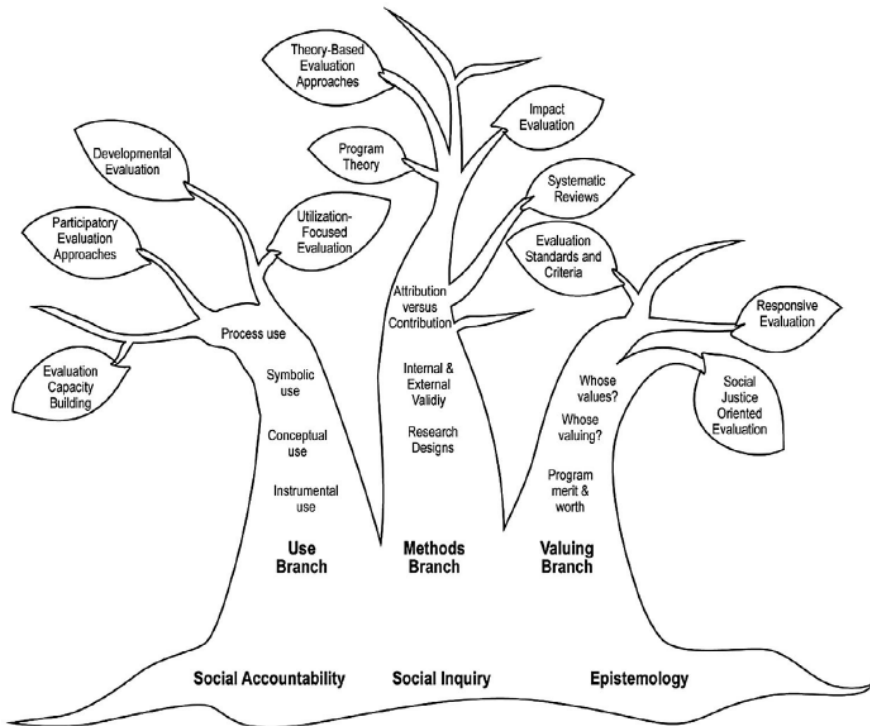 Theory-Based
Evaluation
Approaches
Impact
Evaluation
Developmental
Evaluation
Program
Theory
Systematic
Reviews
Participatory
Evaluation
Approaches
Utilization-
Focused
Evaluation
Evaluation
Standards and
Criteria
Attribution
versus
Contribution
Responsive
Evaluation
Process use
Evaluation
Capacity
Building
Symbolic
use
Internal &
External
Validiy
Whose
values?
Social
Justice
Oriented
Evaluation
Conceptual
use
Research
Designs
Whose
valuing?
Instrumental
use
Program
merit &
worth
Use
Branch
Methods
Branch
Valuing
Branch
Social Accountability
Social Inquiry
Epistemology